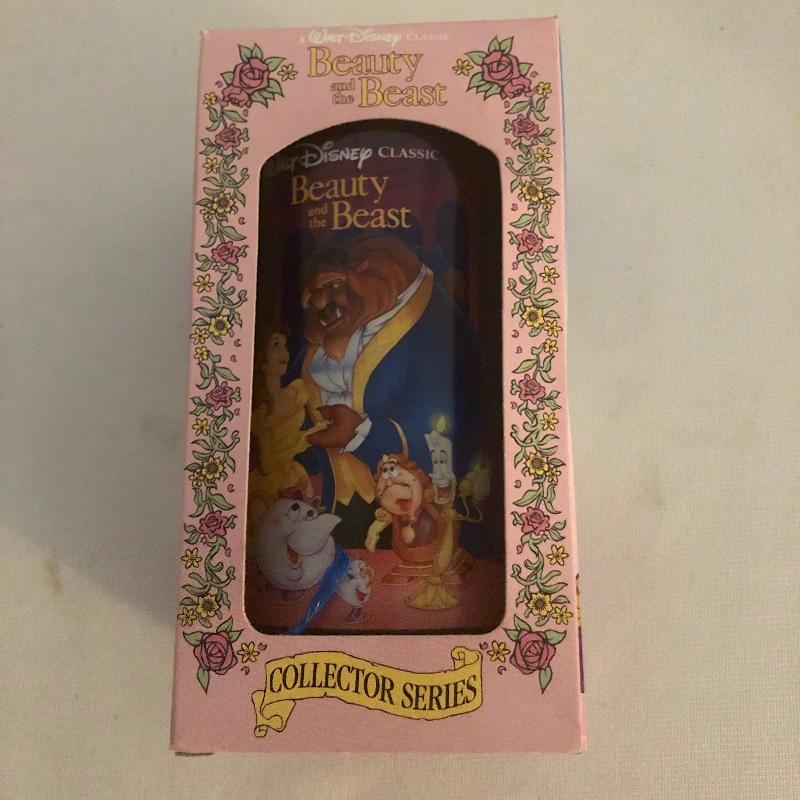 A WALT DISNEY CLASSIC
Beauty
and
the Beast
WALT DISNEY CLASSIC
Beauty
and
the Beast
COLLECTOR SERIES